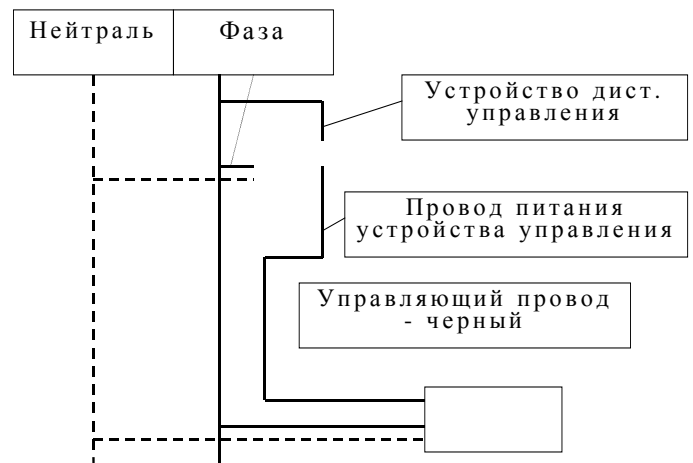 Нейтраль
Фаза
Устройство дист.
управления
Провод питания
устройства управления
Управляющий провод
- черный